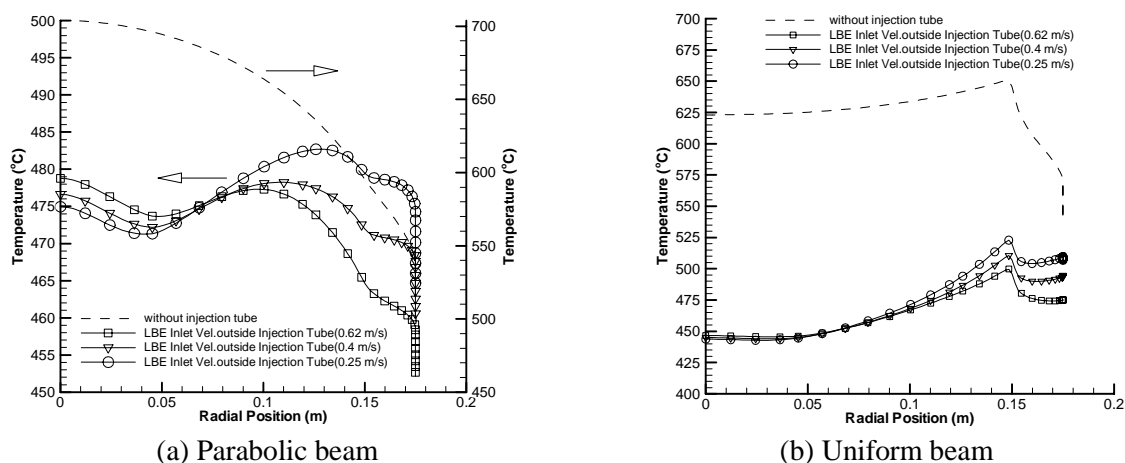 500
495
490
485
480
475
470
465
460
455
450
Temperature (°C)
700
650
600
550
500
450
Temperature (°C)
without injection tube
LBE Inlet Vel.outside Injection Tube(0.62 m/s)
LBE Inlet Vel.outside Injection Tube(0.4 m/s)
LBE Inlet Vel.outside Injection Tube(0.25 m/s)
0 0.05 0.1 0.15 0.2
Radial Position (m)
(a) Parabolic beam
700
675
650
625
600
575
550
525
500
475
450
425
400
Temperature (°C)
without injection tube
LBE Inlet Vel.outside Injection Tube(0.62 m/s)
LBE Inlet Vel.outside Injection Tube(0.4 m/s)
LBE Inlet Vel.outside Injection Tube(0.25 m/s)
0 0.05 0.1 0.15 0.2
Radial Position (m)
(b) Uniform beam